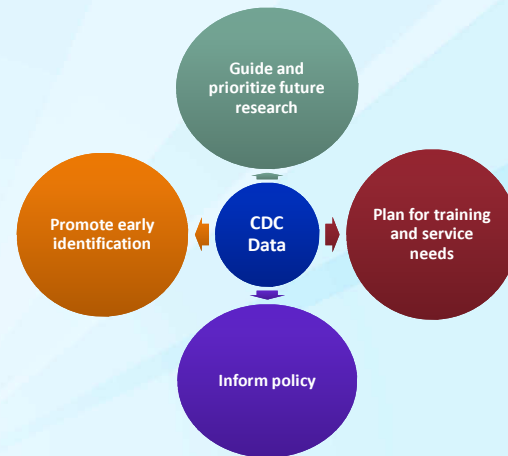 Guide and
prioritize future
research
Promote early
identification
CDC
Data
Plan for training
and service
needs
Inform policy